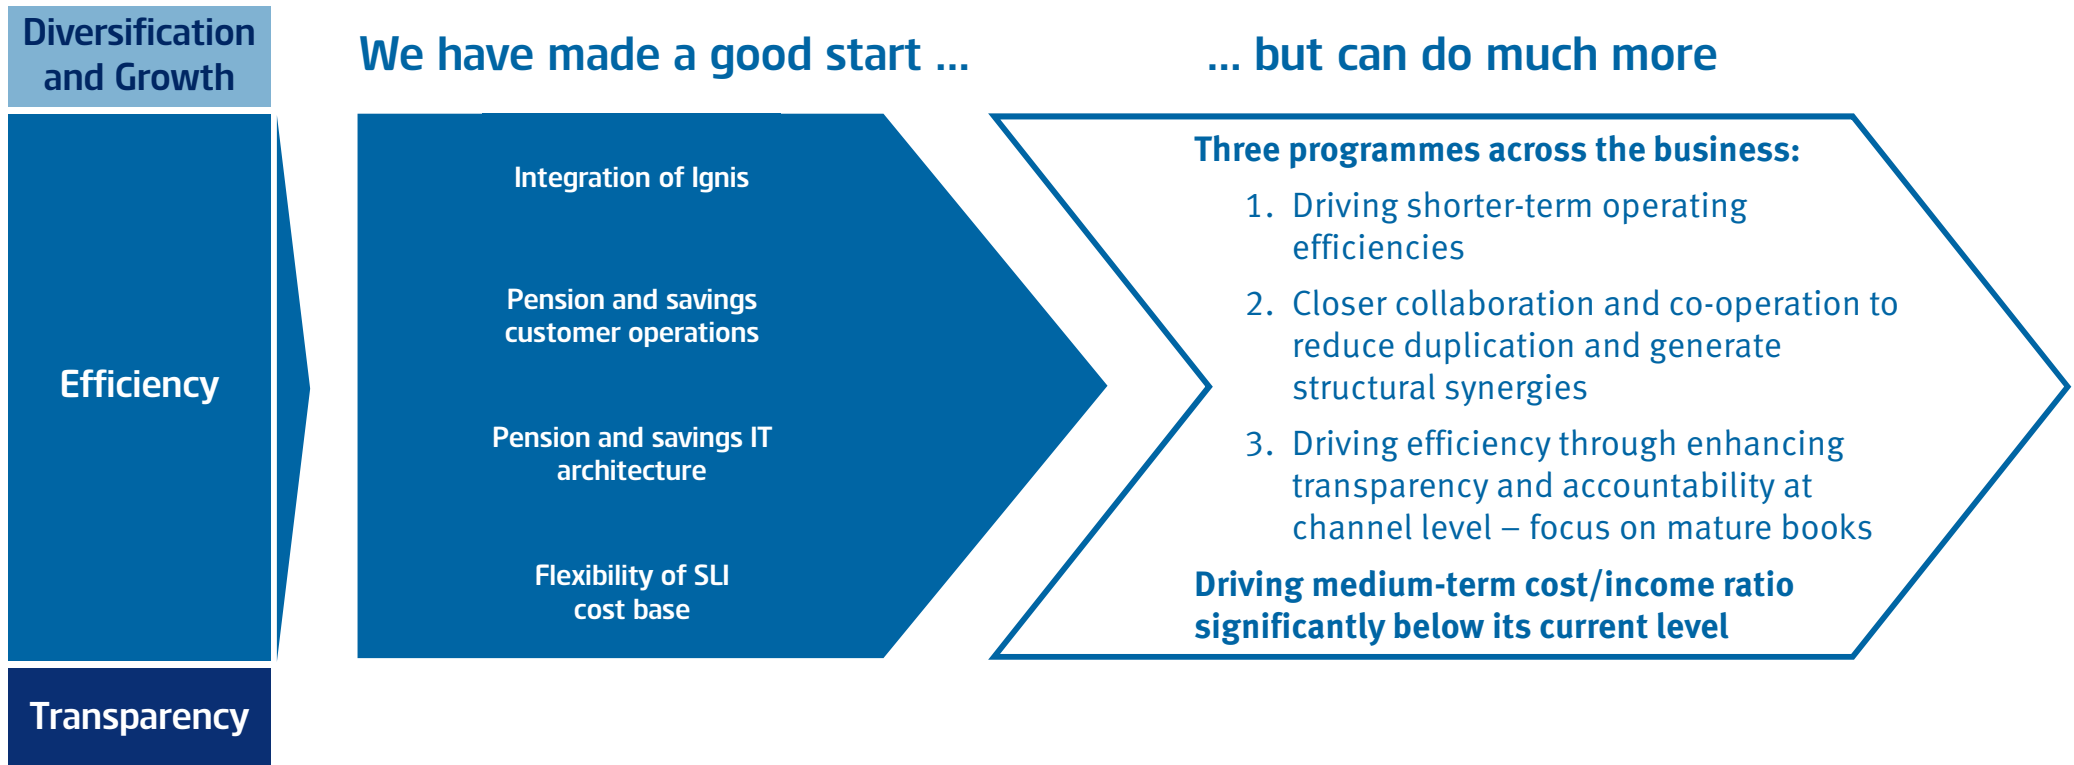 Diversification
and Growth
Efficiency
Transparency
We have made a good start ...
Integration of Ignis
Pension and savings
customer operations
Pension and savings IT
architecture
Flexibility of SLI
cost base
... but can do much more
Three programmes across the business:
1. Driving shorter-term operating
efficiencies
2. Closer collaboration and co-operation to
reduce duplication and generate
structural synergies
3. Driving efficiency through enhancing
transparency and accountability at
channel level – focus on mature books
Driving medium-term cost/income ratio
significantly below its current level